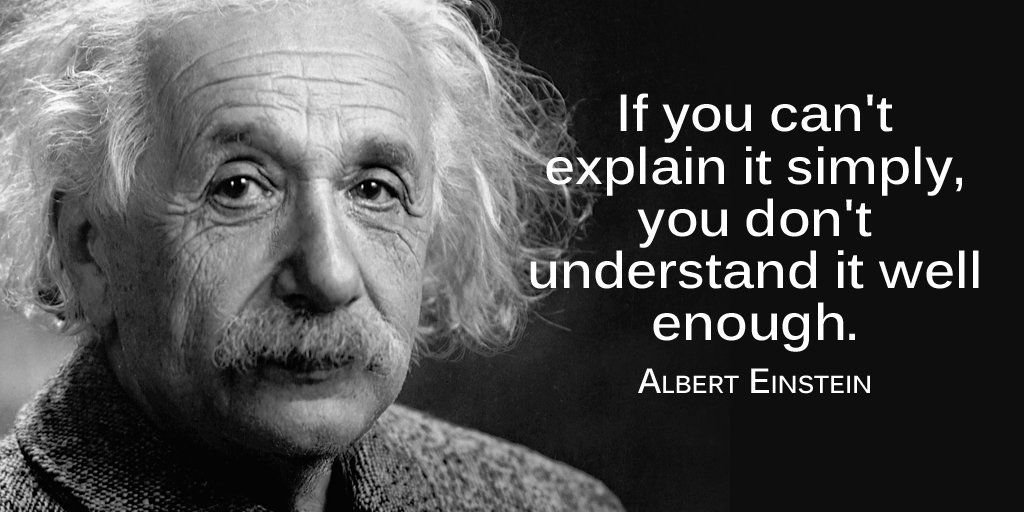 If you can't
explain it simply,
you don't
understand it well
enough.
Albert Einstein